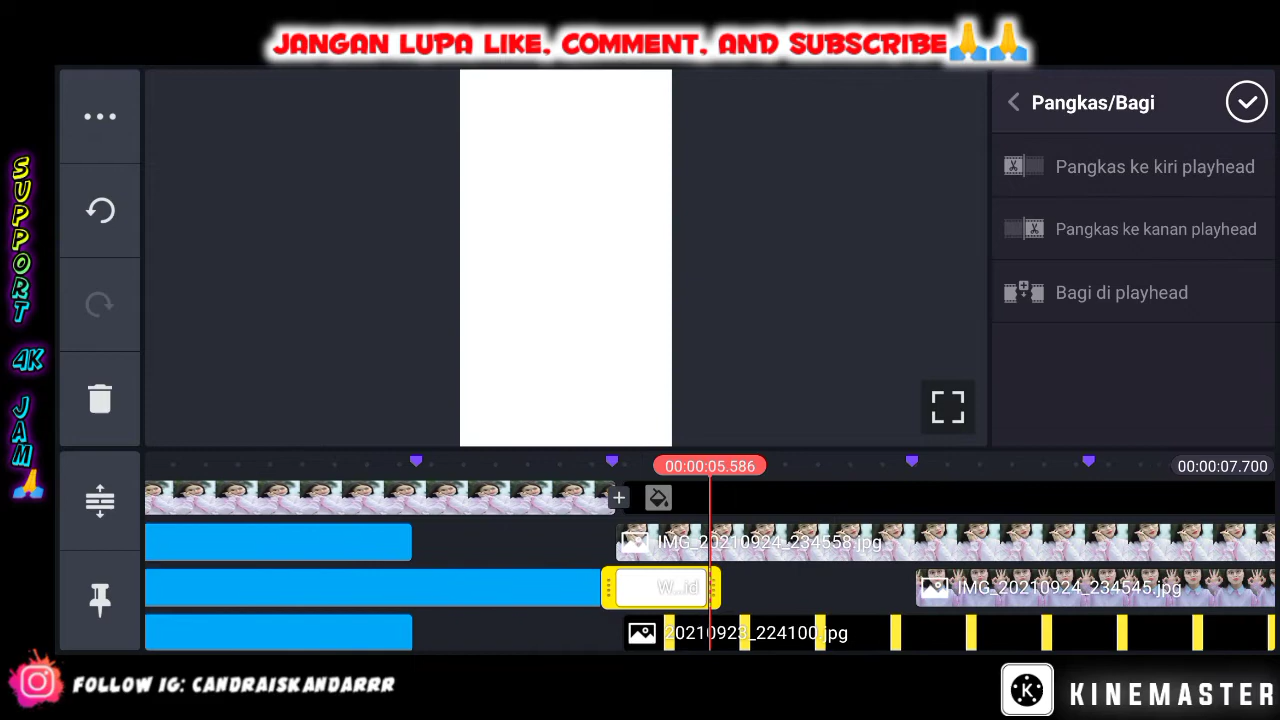 JANGAN LUPA LIKE, COMMENT, AND SUBSCRIBE🙏🙏
SUPPORT 4K JAM🙏
Pangkas/Bagi
Pangkas ke kiri playhead
Pangkas ke kanan playhead
Bagi di playhead
00:00:05.586
00:00:07.700
IMG_20210924_234558.jpg
W...id
IMG_20210924_234545.jpg
20210923_224100.jpg
FOLLOW IG: CANDRAISKANDARRR
K KINEMASTER